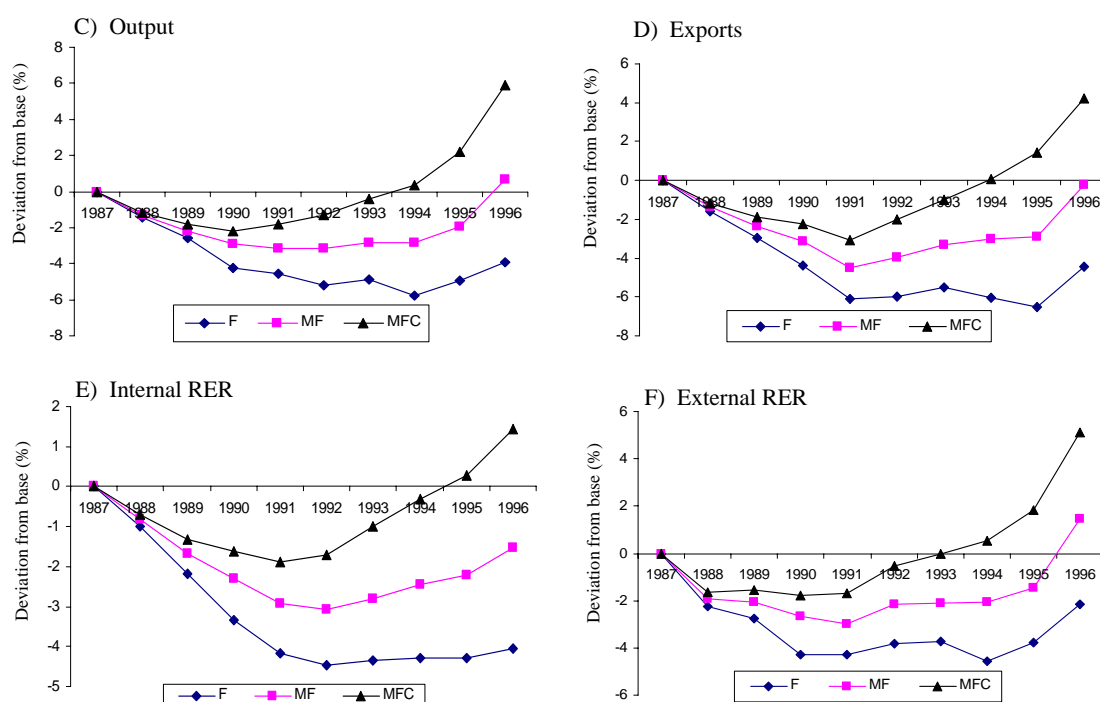 C) Output
Deviation from base (%)
8
6
4
2
0
-2
-4
-6
-8
1987 1988 1989 1990 1991 1992 1993 1994 1995 1996
F MF MFC
D) Exports
Deviation from base (%)
6
4
2
0
-2
-4
-6
-8
1987 1988 1989 1990 1991 1992 1993 1994 1995 1996
F MF MFC
E) Internal RER
Deviation from base (%)
2
1
0
-1
-2
-3
-4
-5
1987 1988 1989 1990 1991 1992 1993 1994 1995 1996
F MF MFC
F) External RER
Deviation from base (%)
6
4
2
0
-2
-4
-6
1987 1988 1989 1990 1991 1992 1993 1994 1995 1996
F MF MFC